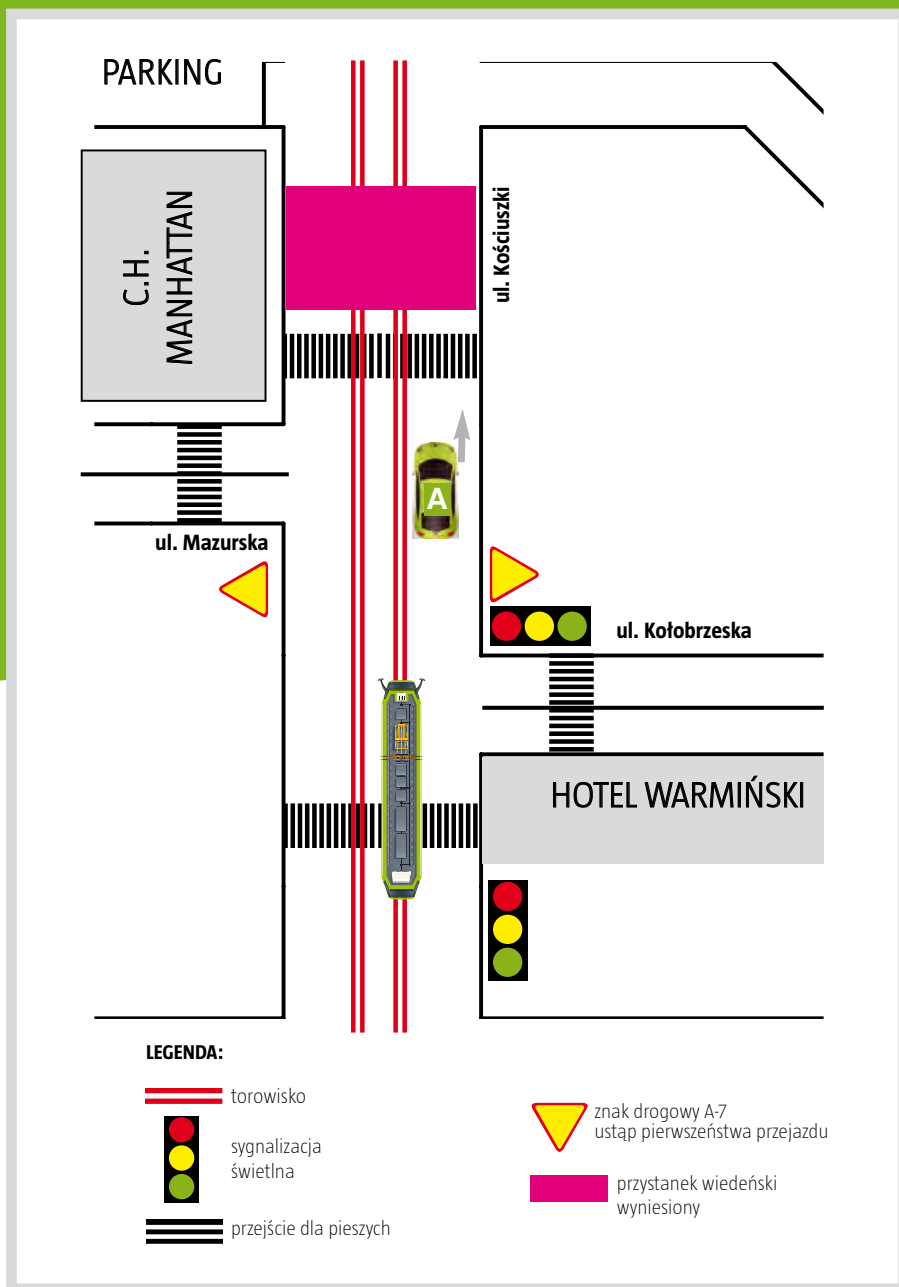 PARKING
C.H.
MANHATTAN
ul. Kościuszki
A
ul. Mazurska
ul. Kołobrzeska
HOTEL WARMIŃSKI
LEGENDA:
torowisko
sygnalizacja
świetlna
przejście dla pieszych
znak drogowy A-7
ustąp pierwszeństwa przejazdu
przystanek wiedeński
wyniesiony